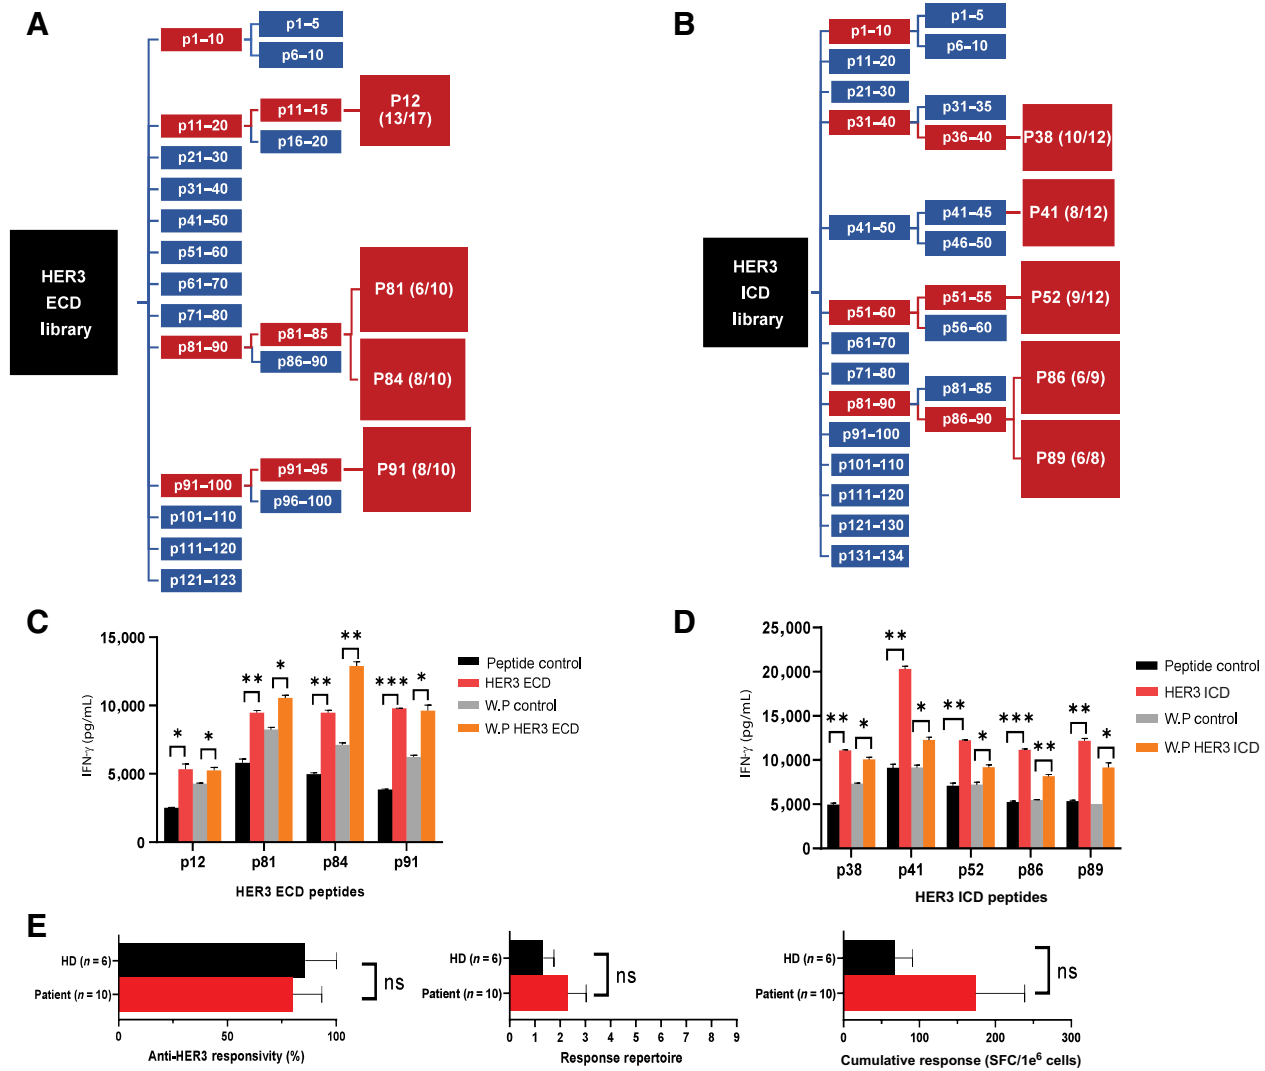 A
HER3
ECD
library
p1–10
p1–5
p6–10
p11–20
p11–15
p16–20
P12
(13/17)
p21–30
p31–40
p41–50
p51–60
p61–70
p71–80
p81–90
p81–85
p86–90
P81 (6/10)
P84 (8/10)
p91–100
p91–95
p96–100
P91 (8/10)
p101–110
p111–120
p121–123
B
HER3
ICD
library
p1–10
p1–5
p6–10
p11–20
p21–30
p31–40
p31–35
p36–40
P38 (10/12)
p41–50
p41–45
p46–50
P41 (8/12)
p51–60
p51–55
p56–60
P52 (9/12)
p61–70
p71–80
p81–90
p81–85
p86–90
P86 (6/9)
P89 (6/8)
p91–100
p101–110
p111–120
p121–130
p131–134
C
IFN-γ (pg/mL)
15,000
10,000
5,000
0
* * ** * ** ** *** *
p12 p81 p84 p91
HER3 ECD peptides
Peptide control
HER3 ECD
W.P control
W.P HER3 ECD
D
IFN-γ (pg/mL)
25,000
20,000
15,000
10,000
5,000
0
** * ** * ** * *** ** ** *
p38 p41 p52 p86 p89
HER3 ICD peptides
Peptide control
HER3 ICD
W.P control
W.P HER3 ICD
E
HD (n = 6)
Patient (n = 10)
ns
0 50 100
Anti-HER3 responsivity (%)
HD (n = 6)
Patient (n = 10)
ns
0 1 2 3 4 5 6 7 8 9
Response repertoire
HD (n = 6)
Patient (n = 10)
ns
0 100 200 300
Cumulative response (SFC/1e⁶ cells)